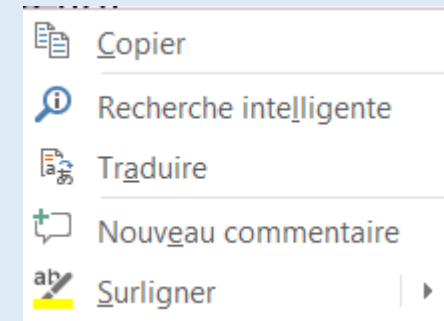 Copier
Recherche intelligente
Traduire
Nouveau commentaire
Surligner